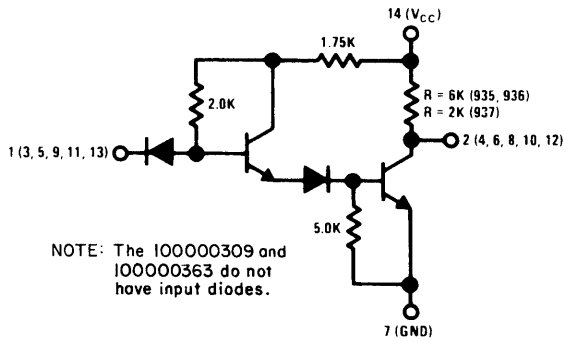 14 (VCC)
1.75K
2.0K
R = 6K (935, 936)
R = 2K (937)
1 (3, 5, 9, 11, 13)
2 (4, 6, 8, 10, 12)
5.0K
NOTE: The 100000309 and
100000363 do not
have input diodes.
7 (GND)